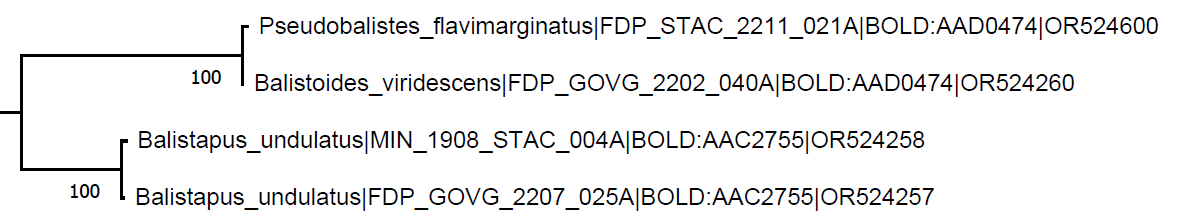 Pseudobalistes_flavimarginatus|FDP_STAC_2211_021A|BOLD:AAD0474|OR524600
100
Balistoides_viridescens|FDP_GOVG_2202_040A|BOLD:AAD0474|OR524260
Balistapus_undulatus|MIN_1908_STAC_004A|BOLD:AAC2755|OR524258
100
Balistapus_undulatus|FDP_GOVG_2207_025A|BOLD:AAC2755|OR524257